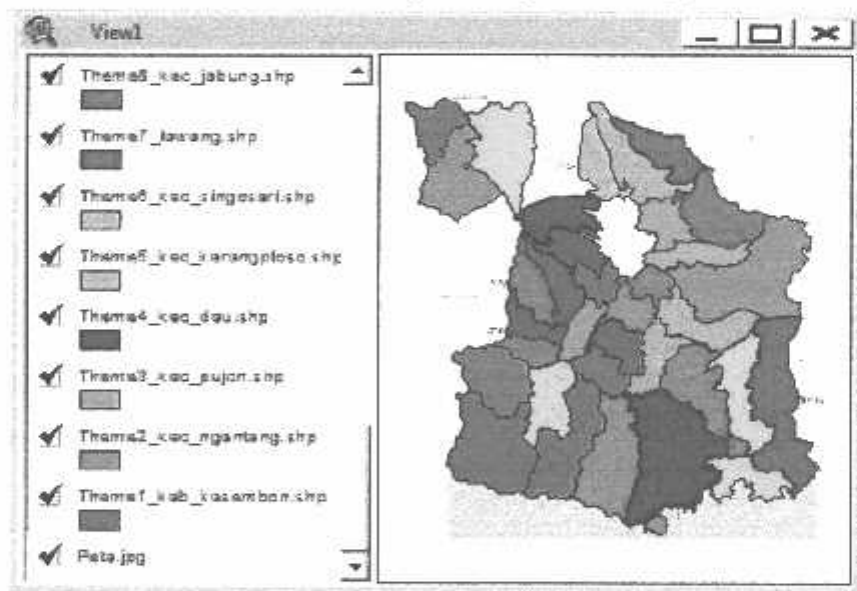 View1
Theme8_kec_jabung.shp
Theme7_lawang.shp
Theme6_kec_singosari.shp
Theme5_kec_karangploso.shp
Theme4_kec_dau.shp
Theme3_kec_pujon.shp
Theme2_kec_ngantang.shp
Theme1_kab_kasembon.shp
Peta.jpg